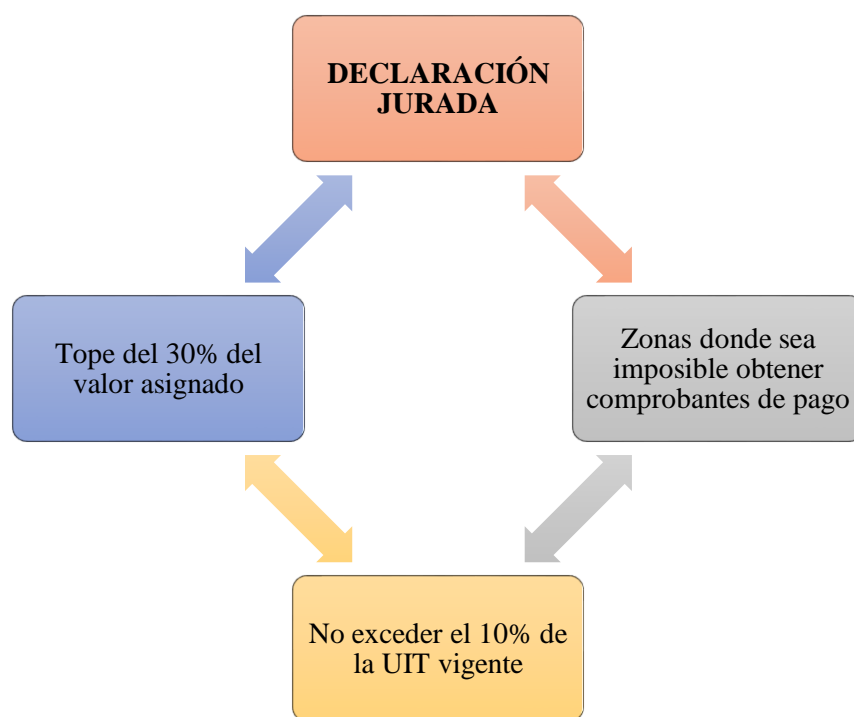 DECLARACIÓN
JURADA
Tope del 30% del
valor asignado
Zonas donde sea
imposible obtener
comprobantes de pago
No exceder el 10% de
la UIT vigente